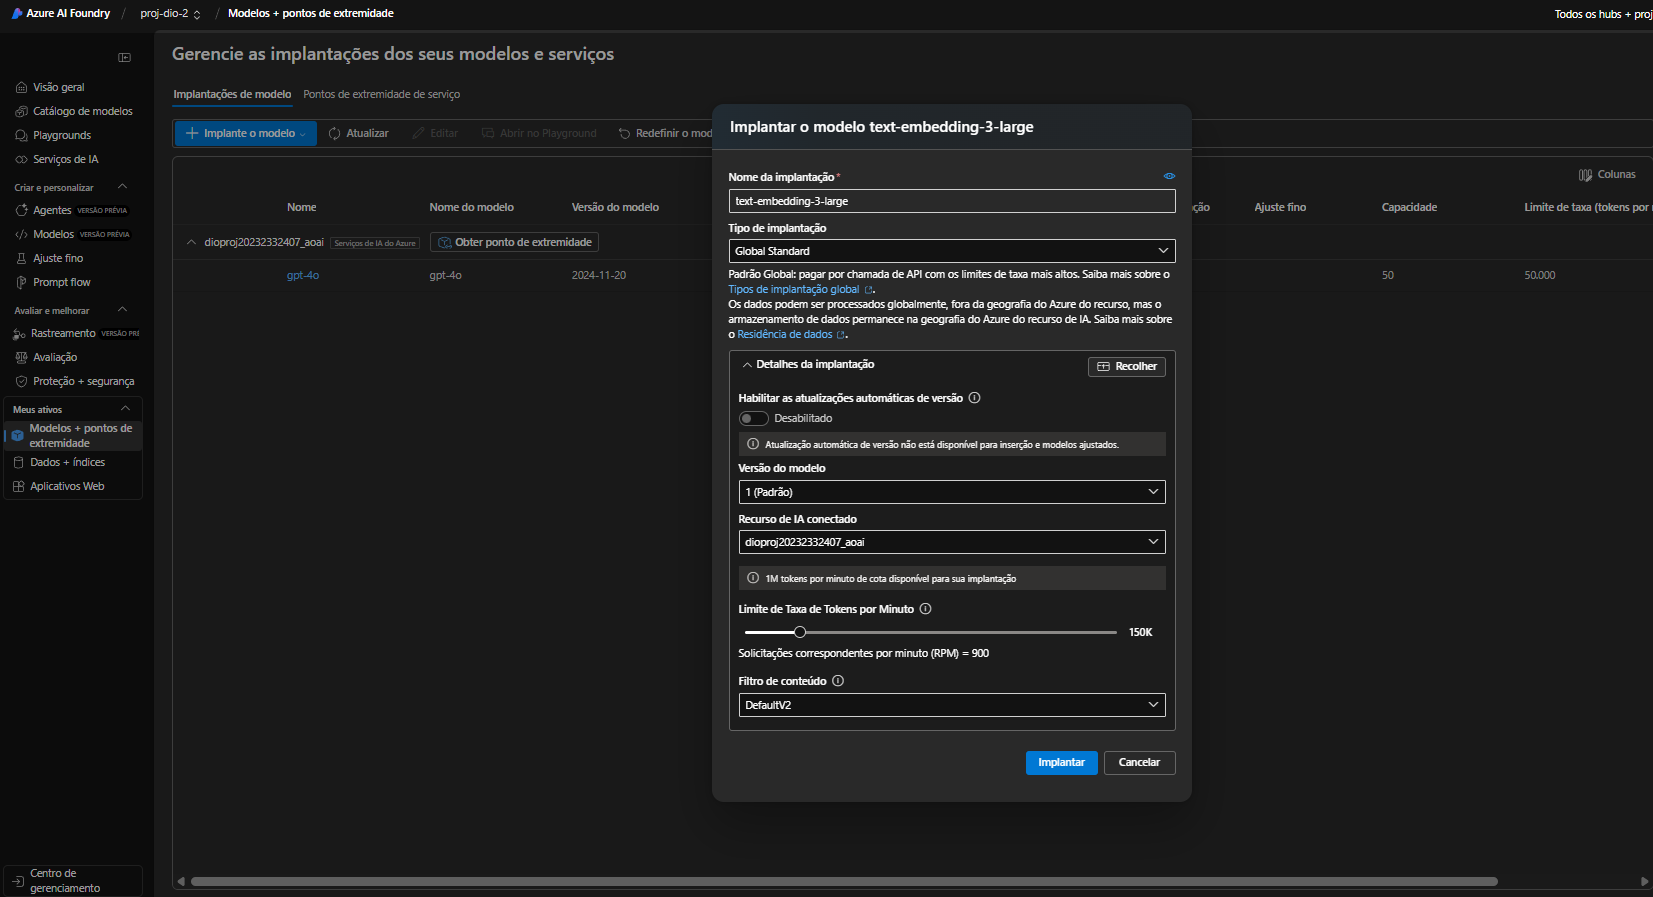 Azure AI Foundry / proj-dio-2 / Modelos + pontos de extremidade
Todos os hubs + proj
Visão geral
Catálogo de modelos
Playgrounds
Serviços de IA
Criar e personalizar
Agentes VERSÃO PRÉVIA
Modelos VERSÃO PRÉVIA
Ajuste fino
Prompt flow
Avaliar e melhorar
Rastreamento VERSÃO PRÉ
Avaliação
Proteção + segurança
Meus ativos
Modelos + pontos de
extremidade
Dados + índices
Aplicativos Web
Centro de
gerenciamento
Gerencie as implantações dos seus modelos e serviços
Implantações de modelo Pontos de extremidade de serviço
Implante o modelo Atualizar Editar Abrir no Playground Redefinir o mod
Colunas
Nome Nome do modelo Versão do modelo ção Ajuste fino Capacidade Limite de taxa (tokens por
dioproj20232332407_aoai Serviços de IA do Azure Obter ponto de extremidade
gpt-4o gpt-4o 2024-11-20 50 50.000
Implantar o modelo text-embedding-3-large
Nome da implantação*
text-embedding-3-large
Tipo de implantação
Global Standard
Padrão Global: pagar por chamada de API com os limites de taxa mais altos. Saiba mais sobre o
Tipos de implantação global.
Os dados podem ser processados globalmente, fora da geografia do Azure do recurso, mas o
armazenamento de dados permanece na geografia do Azure do recurso de IA. Saiba mais sobre
o Residência de dados.
Detalhes da implantação
Recolher
Habilitar as atualizações automáticas de versão
Desabilitado
Atualização automática de versão não está disponível para inserção e modelos ajustados.
Versão do modelo
1 (Padrão)
Recurso de IA conectado
dioproj20232332407_aoai
1M tokens por minuto de cota disponível para sua implantação
Limite de Taxa de Tokens por Minuto
150K
Solicitações correspondentes por minuto (RPM) = 900
Filtro de conteúdo
DefaultV2
Implantar Cancelar